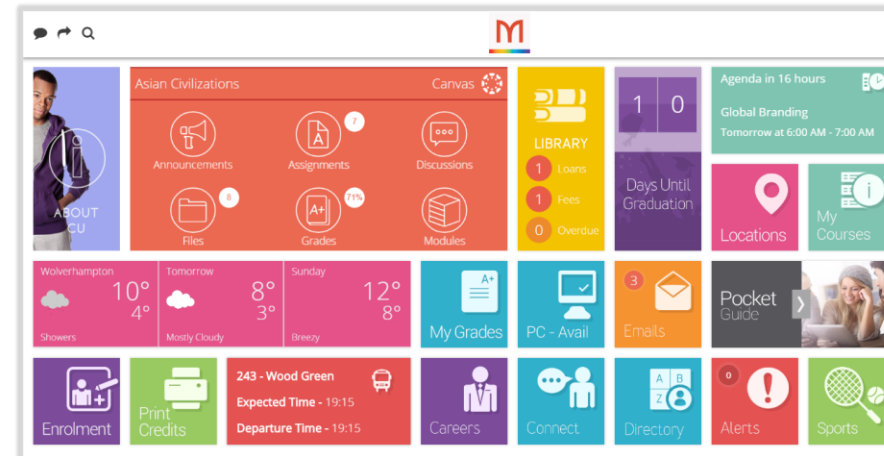 M
ABOUT
CU
Asian Civilizations
Canvas
Announcements
7
A
Assignments
Discussions
8
Files
A+
71%
Grades
Modules
LIBRARY
1 Loans
1 Fees
0 Overdue
1 0
Days Until
Graduation
Agenda in 16 hours
Global Branding
Tomorrow at 6:00 AM - 7:00 AM
Locations
i
My
Courses
Wolverhampton
10°
4°
Showers
Tomorrow
8°
3°
Mostly Cloudy
Sunday
12°
8°
Breezy
A+
My Grades
PC - Avail
3
Emails
Pocket
Guide
Enrolment
Print
Credits
243 - Wood Green
Expected Time - 19:15
Departure Time - 19:15
Careers
Connect
A B
Z
Directory
0
Alerts
Sports